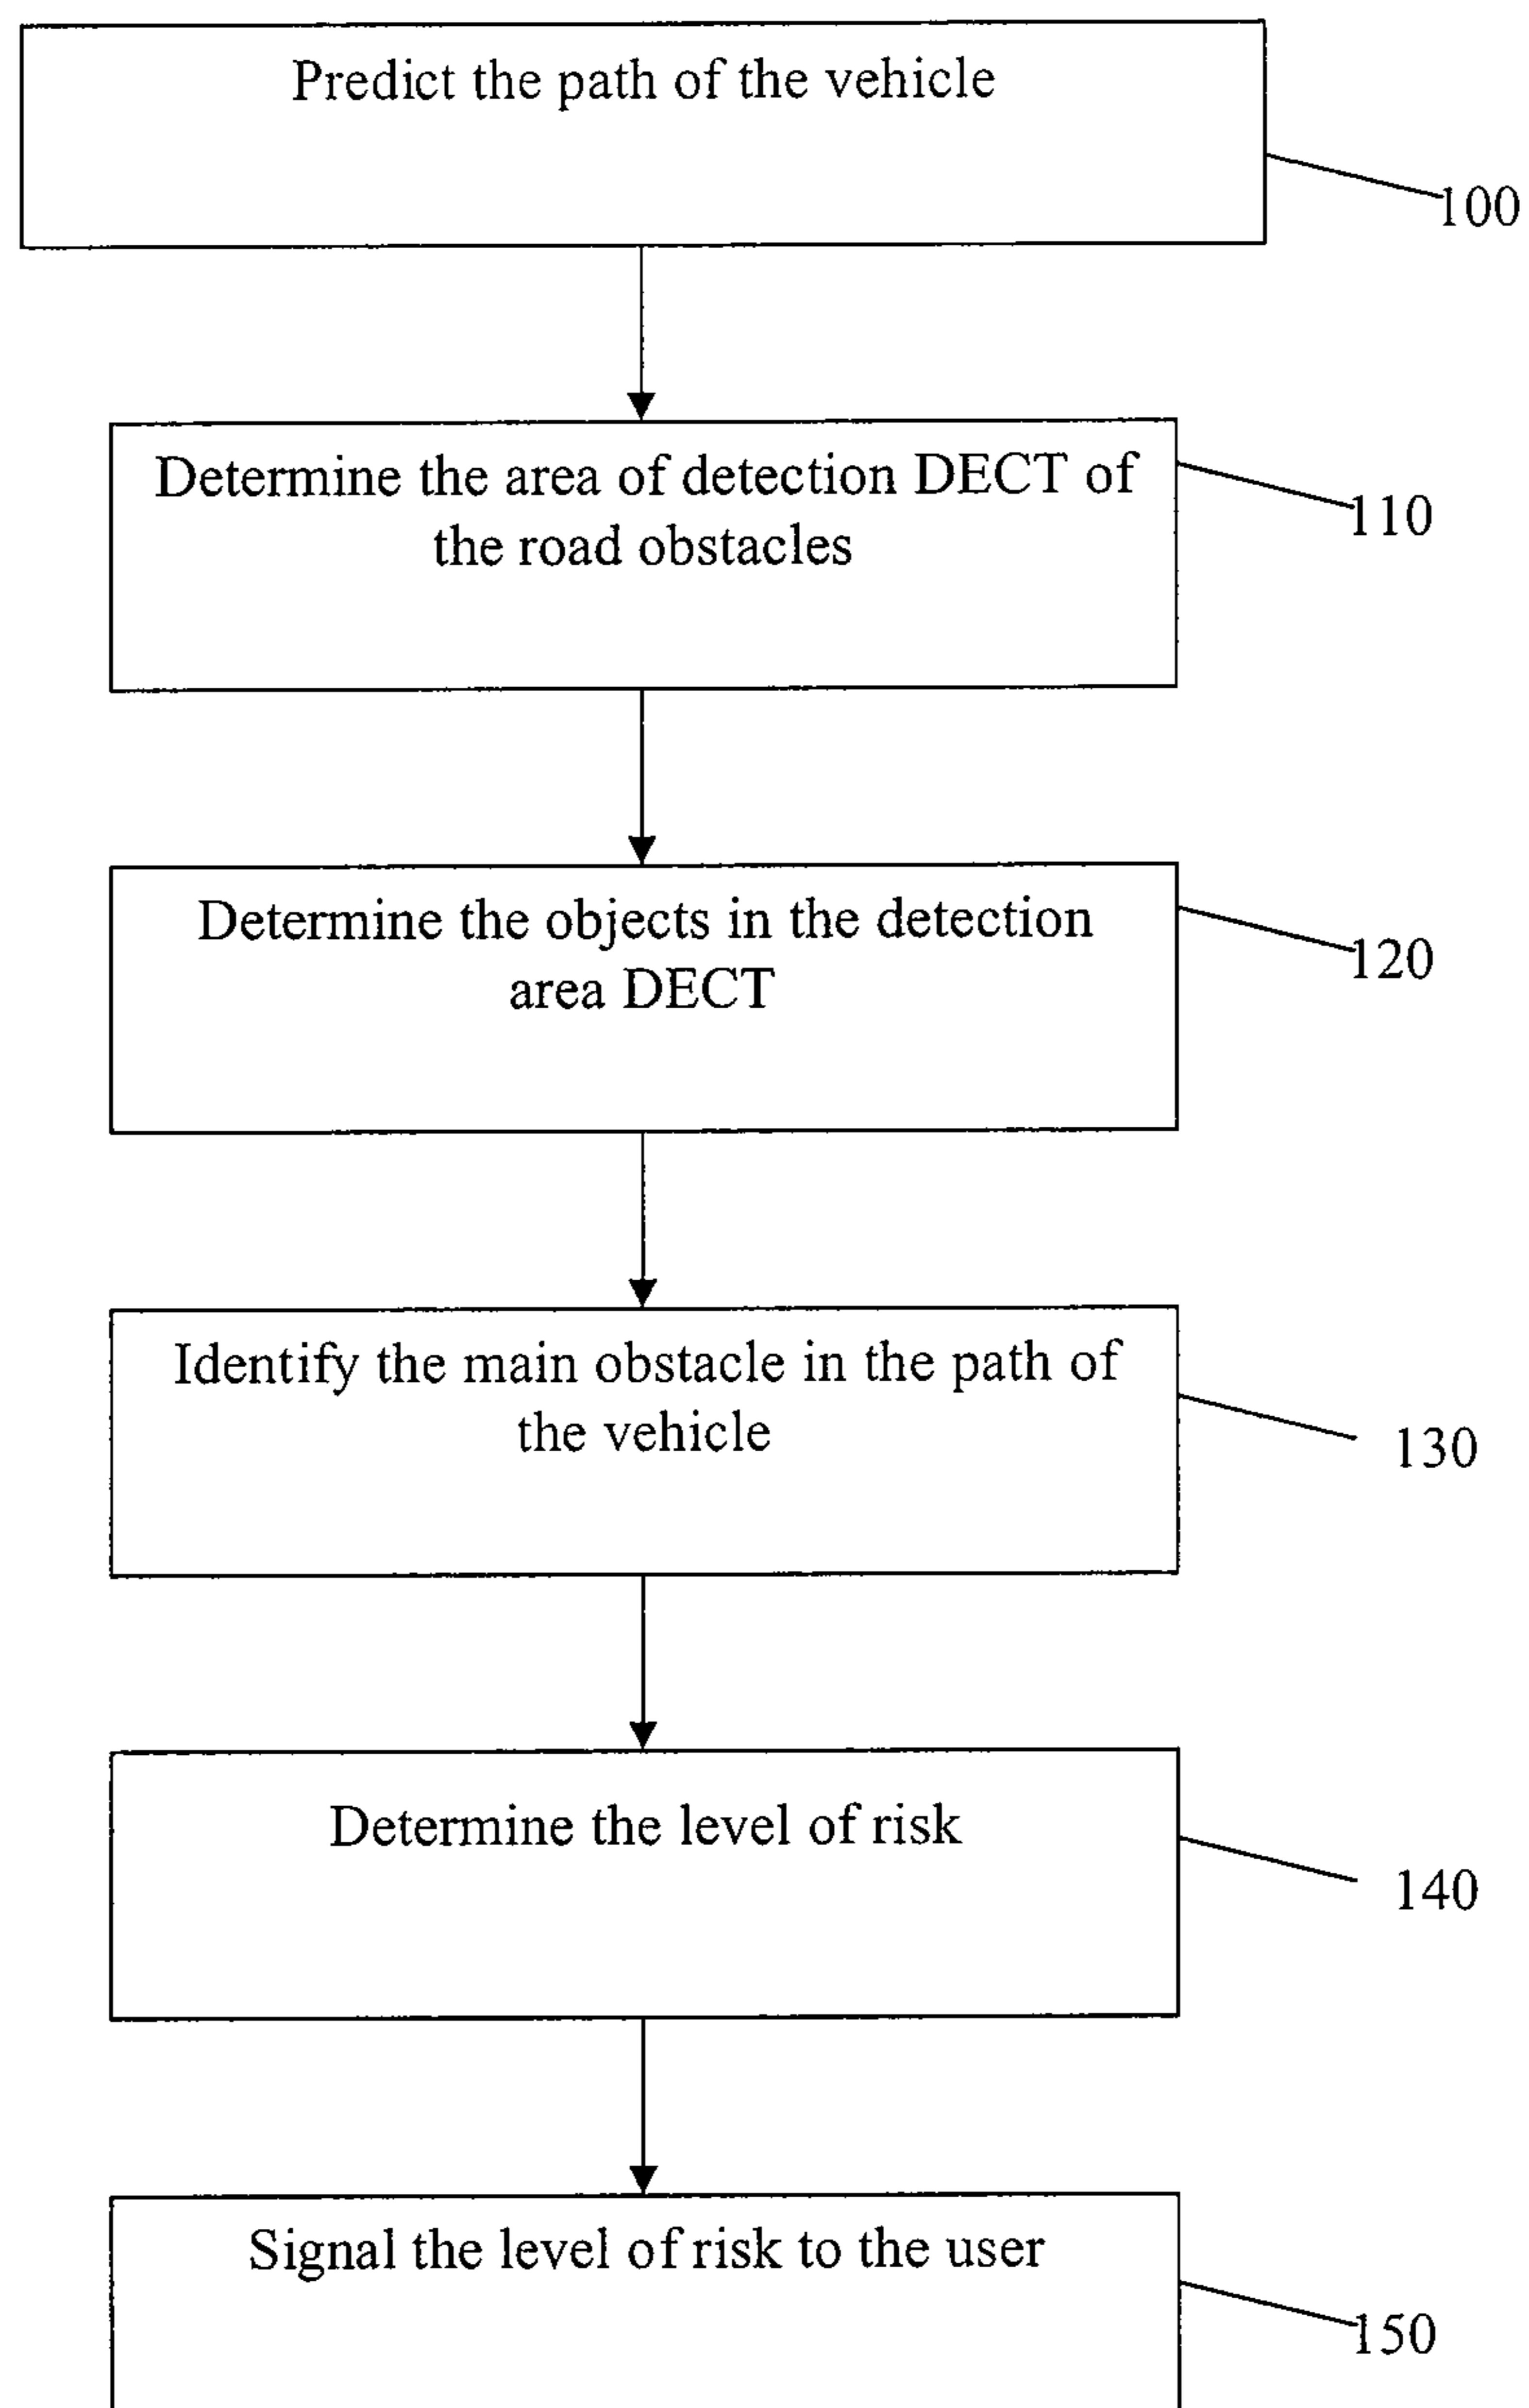 Predict the path of the vehicle
100
Determine the area of detection DECT of
the road obstacles
110
Determine the objects in the detection
area DECT
120
Identify the main obstacle in the path of
the vehicle
130
Determine the level of risk
140
Signal the level of risk to the user
150